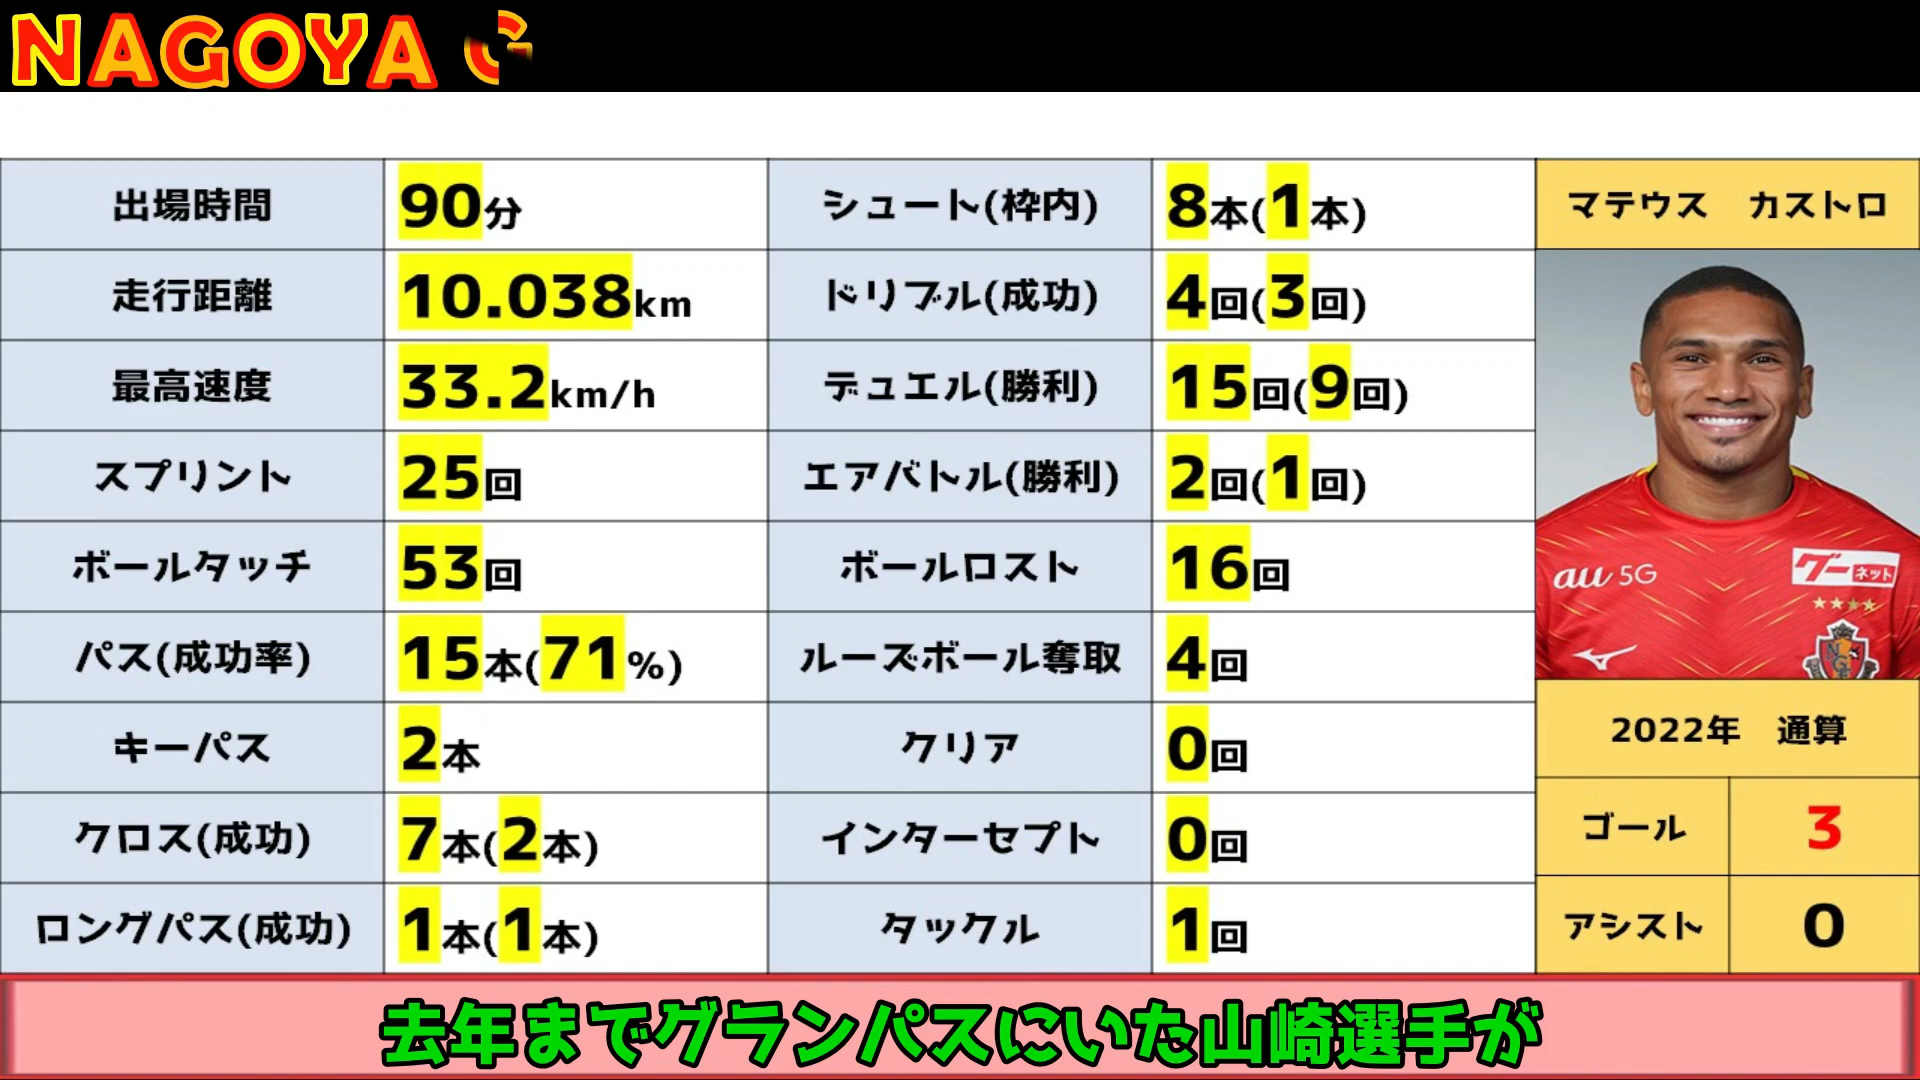 NAGOYA G
出場時間 90分 シュート(枠内) 8本(1本) マテウス カストロ
走行距離 10.038km ドリブル(成功) 4回(3回)
最高速度 33.2km/h デュエル(勝利) 15回(9回)
スプリント 25回 エアバトル(勝利) 2回(1回)
ボールタッチ 53回 ボールロスト 16回
au 5G グーネット
パス(成功率) 15本(71%) ルーズボール奪取 4回
キーパス 2本 クリア 0回 2022年 通算
クロス(成功) 7本(2本) インターセプト 0回 ゴール 3
ロングパス(成功) 1本(1本) タックル 1回 アシスト 0
去年までグランパスにいた山崎選手が